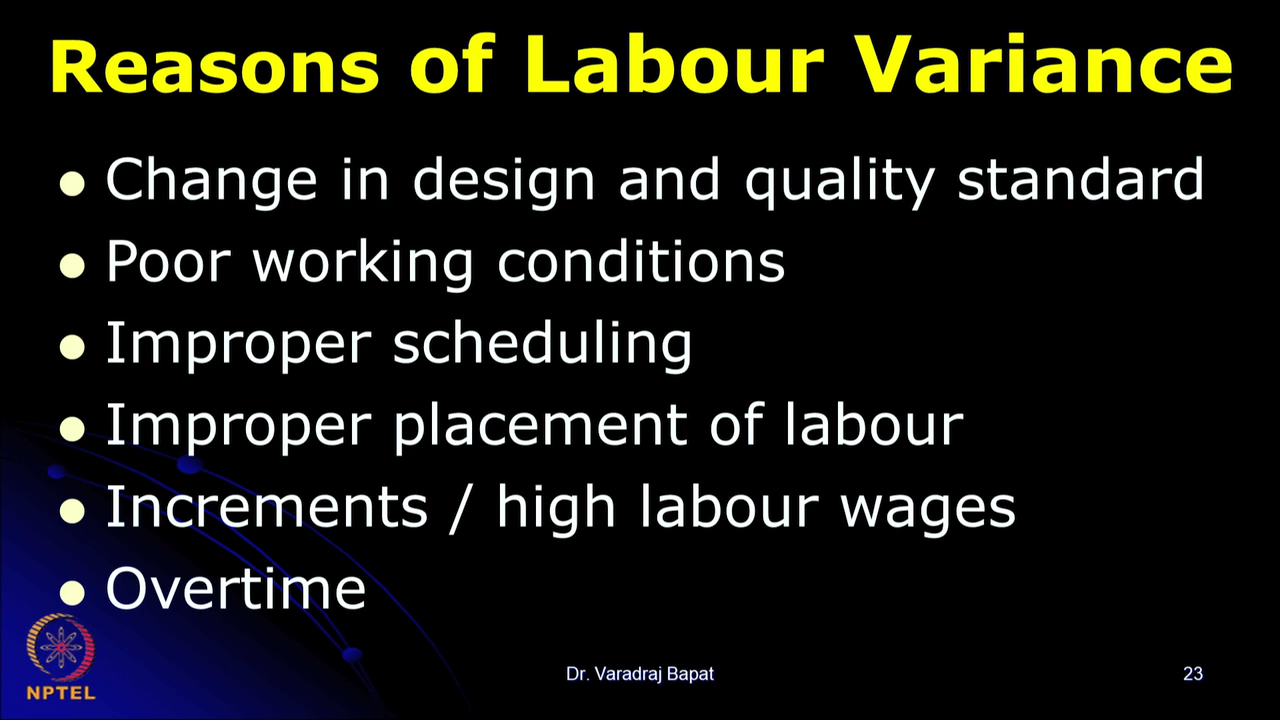 Reasons of Labour Variance
● Change in design and quality standard
● Poor working conditions
● Improper scheduling
● Improper placement of labour
● Increments / high labour wages
● Overtime
NPTEL
Dr. Varadraj Bapat
23